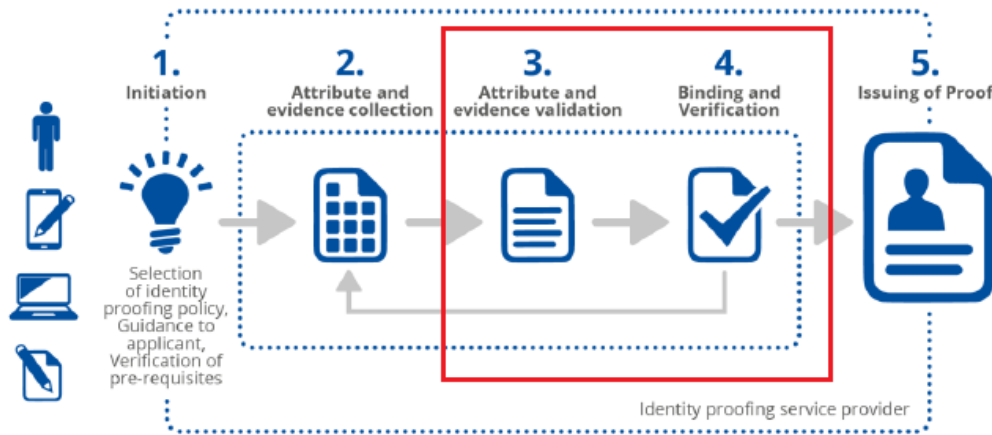 1.
Initiation
2.
Attribute and
evidence collection
3.
Attribute and
evidence validation
4.
Binding and
Verification
5.
Issuing of Proof
Selection
of identity
proofing policy,
Guidance to
applicant,
Verification of
pre-requisites
Identity proofing service provider